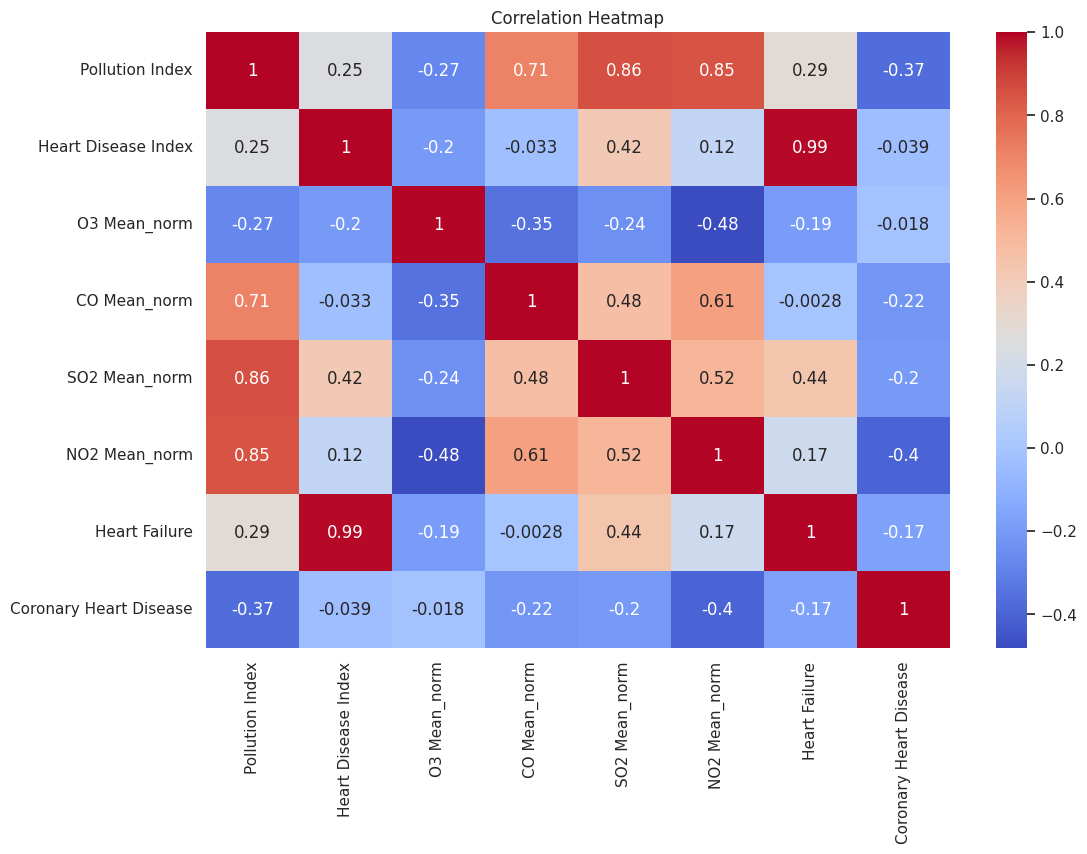 Correlation Heatmap
Pollution Index 1 0.25 -0.27 0.71 0.86 0.85 0.29 -0.37
Heart Disease Index 0.25 1 -0.2 -0.033 0.42 0.12 0.99 -0.039
O3 Mean_norm -0.27 -0.2 1 -0.35 -0.24 -0.48 -0.19 -0.018
CO Mean_norm 0.71 -0.033 -0.35 1 0.48 0.61 -0.0028 -0.22
SO2 Mean_norm 0.86 0.42 -0.24 0.48 1 0.52 0.44 -0.2
NO2 Mean_norm 0.85 0.12 -0.48 0.61 0.52 1 0.17 -0.4
Heart Failure 0.29 0.99 -0.19 -0.0028 0.44 0.17 1 -0.17
Coronary Heart Disease -0.37 -0.039 -0.018 -0.22 -0.2 -0.4 -0.17 1
Pollution Index
Heart Disease Index
O3 Mean_norm
CO Mean_norm
SO2 Mean_norm
NO2 Mean_norm
Heart Failure
Coronary Heart Disease
1.0
0.8
0.6
0.4
0.2
0.0
−0.2
−0.4